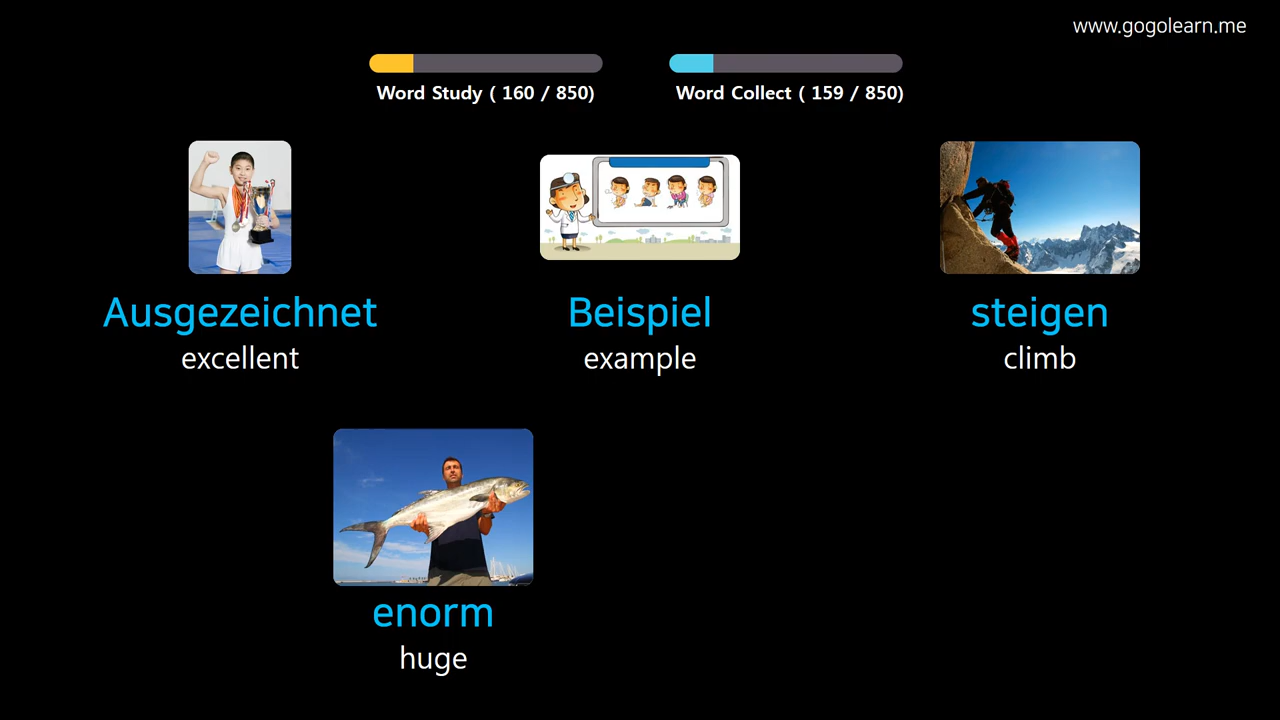 www.gogolearn.me
Word Study ( 160 / 850)
Word Collect ( 159 / 850)
Ausgezeichnet
excellent
Beispiel
example
steigen
climb
enorm
huge